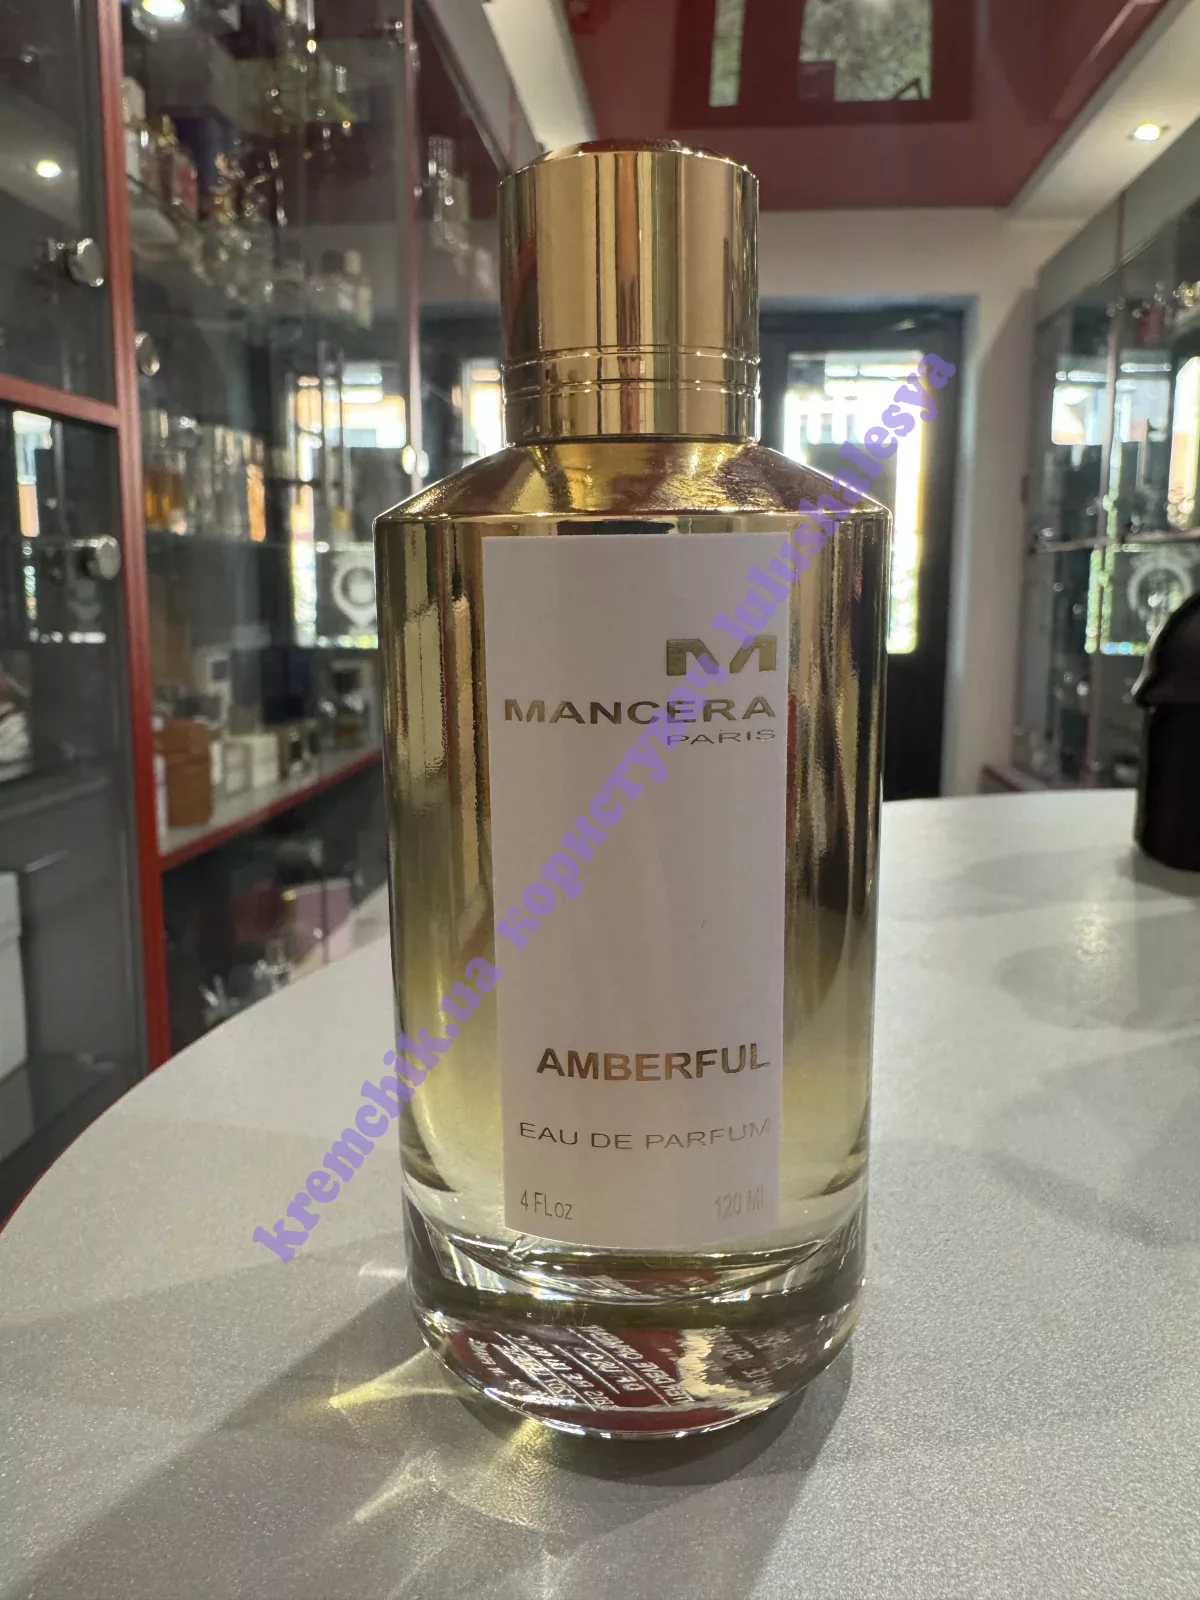 M
MANCERA
PARIS
AMBERFUL
EAU DE PARFUM
4 FL oz 120 Ml
kremchik.ua користувач lulushalesya